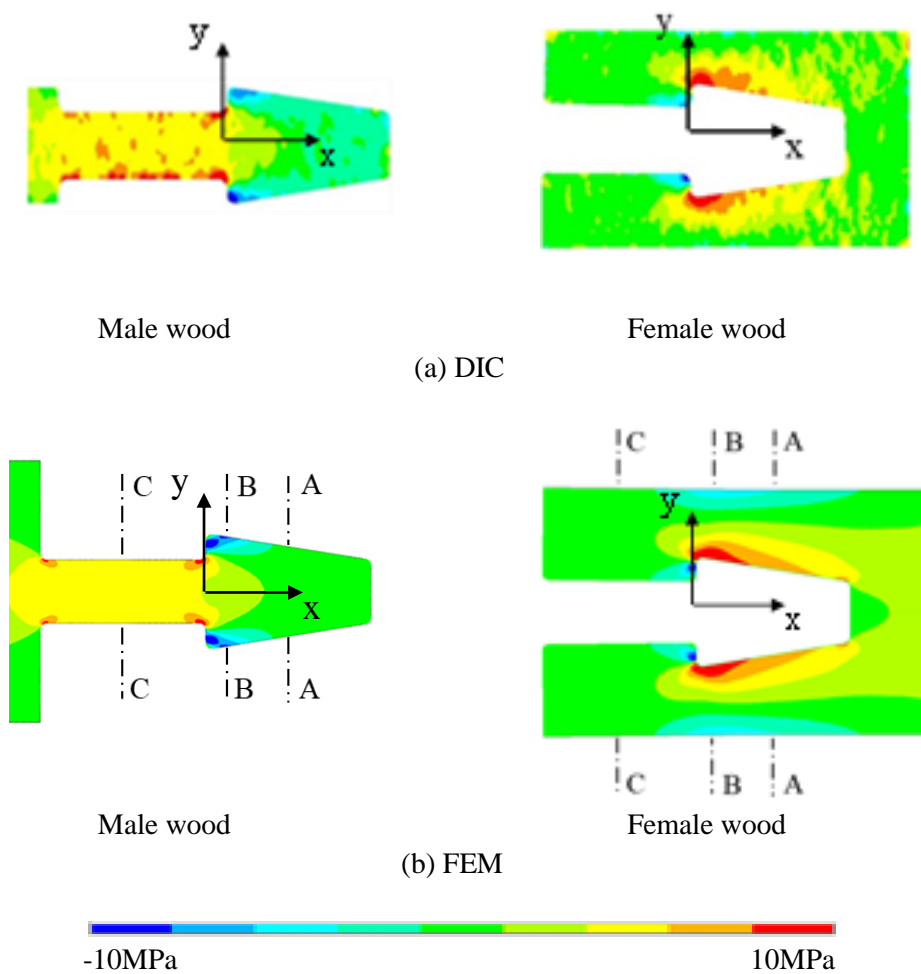 y y
x x
Male wood Female wood
(a) DIC
C B A C B A
y y
x x
C B A C B A
Male wood Female wood
(b) FEM
-10MPa 10MPa